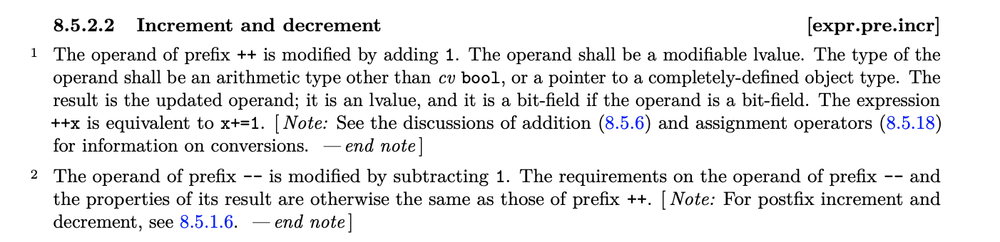 8.5.2.2 Increment and decrement [expr.pre.incr]
1 The operand of prefix ++ is modified by adding 1. The operand shall be a modifiable lvalue. The type of the
operand shall be an arithmetic type other than cv bool, or a pointer to a completely-defined object type. The
result is the updated operand; it is an lvalue, and it is a bit-field if the operand is a bit-field. The expression
++x is equivalent to x+=1. [ Note: See the discussions of addition (8.5.6) and assignment operators (8.5.18)
for information on conversions. — end note ]
2 The operand of prefix -- is modified by subtracting 1. The requirements on the operand of prefix -- and
the properties of its result are otherwise the same as those of prefix ++. [ Note: For postfix increment and
decrement, see 8.5.1.6. — end note ]